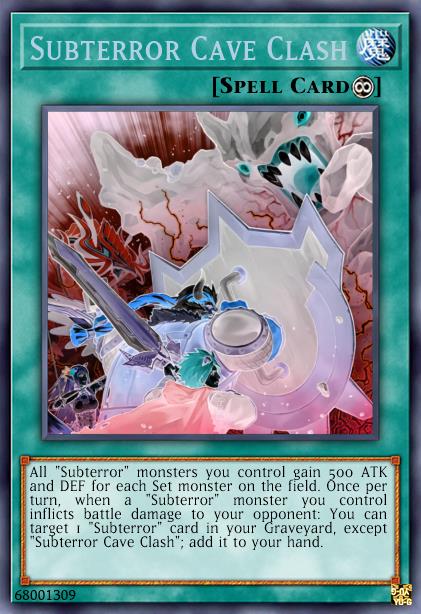 Subterror Cave Clash
魔
[Spell Card∞]
All "Subterror" monsters you control gain 500 ATK
and DEF for each Set monster on the field. Once per
turn, when a "Subterror" monster you control
inflicts battle damage to your opponent: You can
target 1 "Subterror" card in your Graveyard, except
"Subterror Cave Clash"; add it to your hand.
68001309